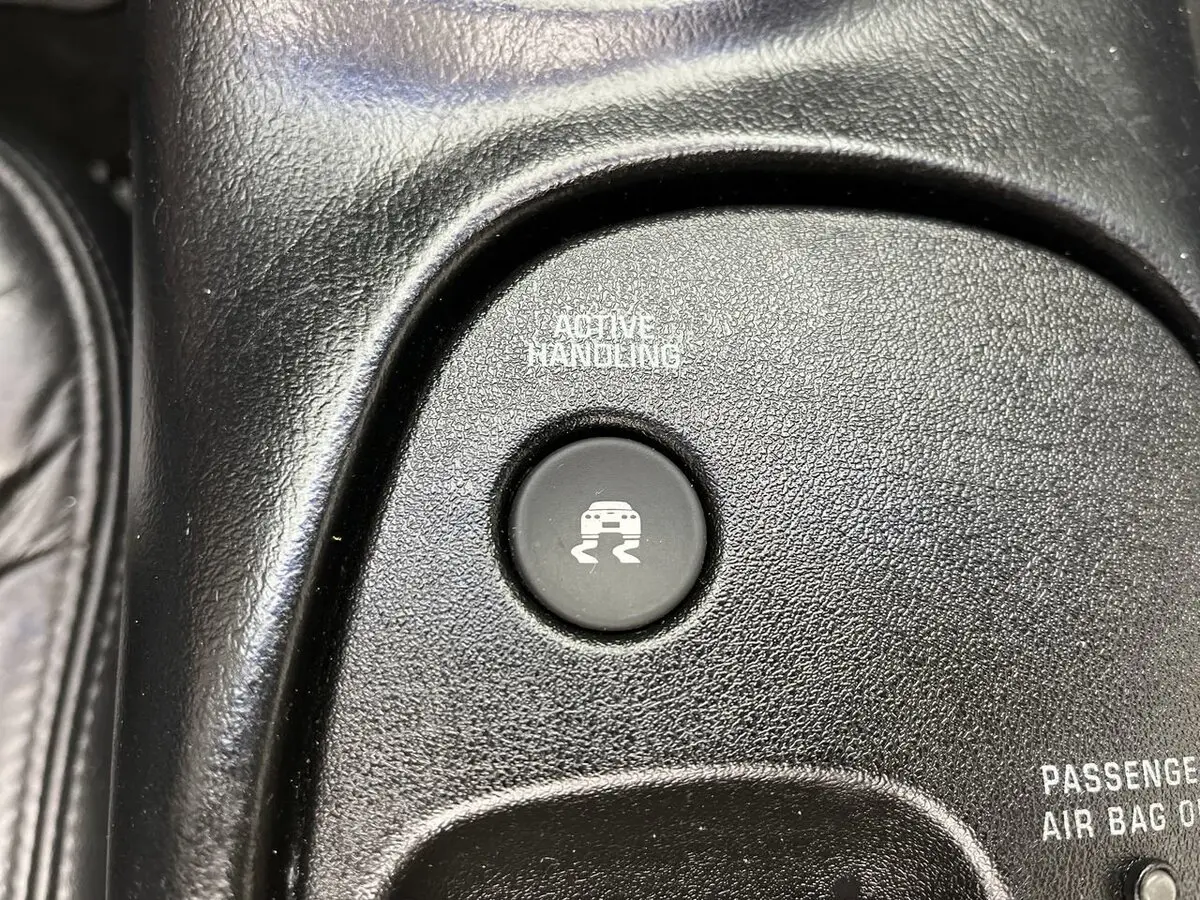 ACTIVE
HANDLING
PASSENGE
AIR BAG O